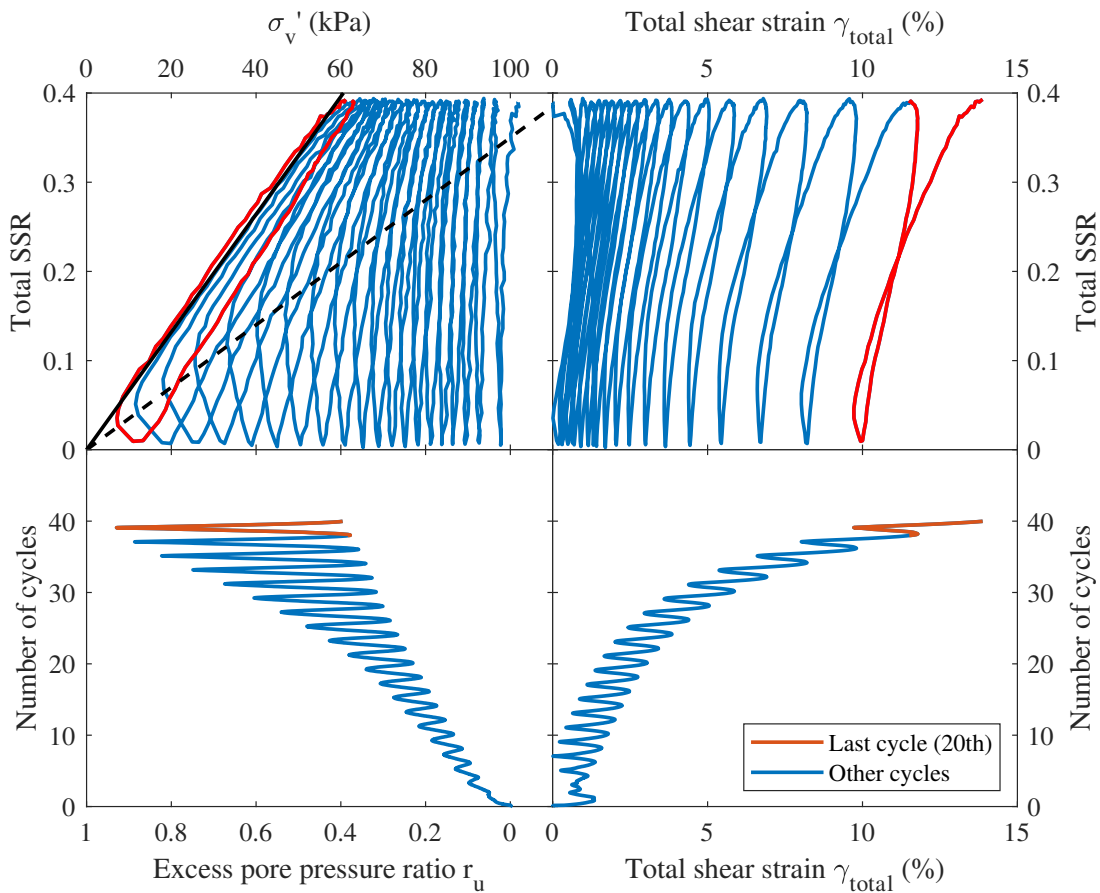 σv' (kPa)
Total shear strain γtotal (%)
0 20 40 60 80 100
0 5 10 15
0.4
0.3
0.2
0.1
0
Total SSR
0.4
0.3
0.2
0.1
0
Total SSR
40
30
20
10
0
Number of cycles
40
30
20
10
0
Number of cycles
Last cycle (20th)
Other cycles
1 0.8 0.6 0.4 0.2 0
0 5 10 15
Excess pore pressure ratio ru
Total shear strain γtotal (%)